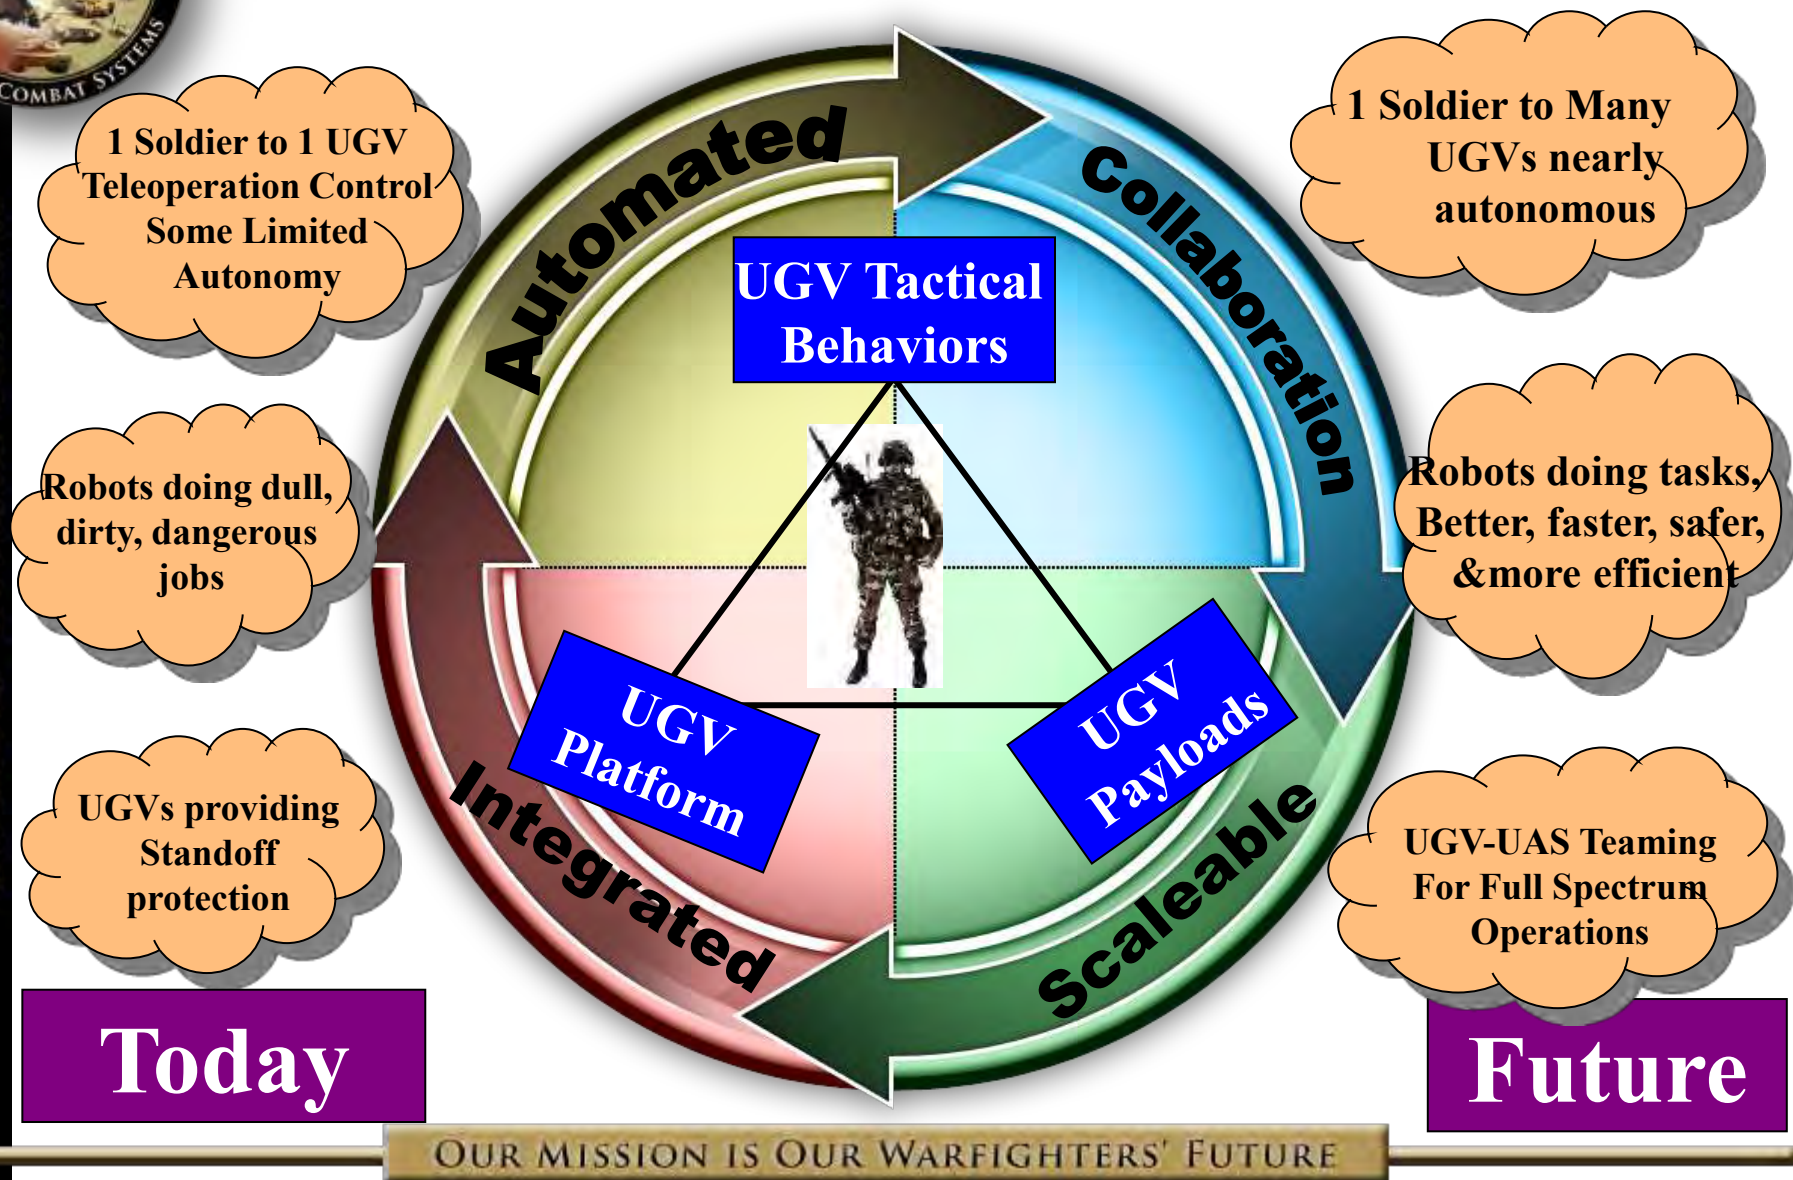 COMBAT SYSTEMS
1 Soldier to 1 UGV
Teleoperation Control
Some Limited
Autonomy
Robots doing dull,
dirty, dangerous
jobs
UGVs providing
Standoff
protection
Today
Automated
Collaboration
Scaleable
Integrated
UGV Tactical
Behaviors
UGV
Platform
UGV
Payloads
1 Soldier to Many
UGVs nearly
autonomous
Robots doing tasks,
Better, faster, safer,
&more efficient
UGV-UAS Teaming
For Full Spectrum
Operations
Future
OUR MISSION IS OUR WARFIGHTERS' FUTURE